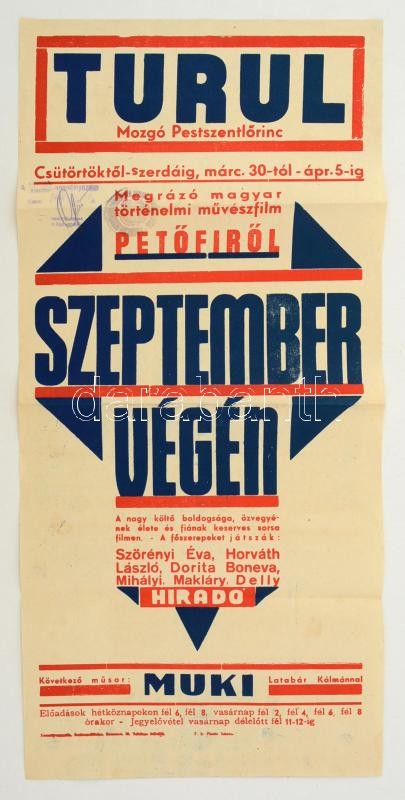 TURUL
Mozgó Pestszentlőrinc
Csütörtöktől-szerdáig, márc. 30-tól - ápr. 5-ig
Megrázó magyar
történelmi művészfilm
PETŐFIRŐL
SZEPTEMBER
VÉGÉN
darabanth
A nagy költő boldogsága, özvegyé-
nek élete és fiának keserves sorsa
filmen. - A főszerepeket játszák:
Szörényi Éva, Horváth
László, Dorita Boneva,
Mihályi, Makláry, Delly
HIRADÓ
Következő műsor:
MUKI
Latabár Kálmánnal
Előadások hétköznapokon fél 6, fél 8, vasárnap fél 2, fél 4, fél 6, fél 8
órakor - Jegyelővétel vasárnap délelőtt fél 11-12-ig